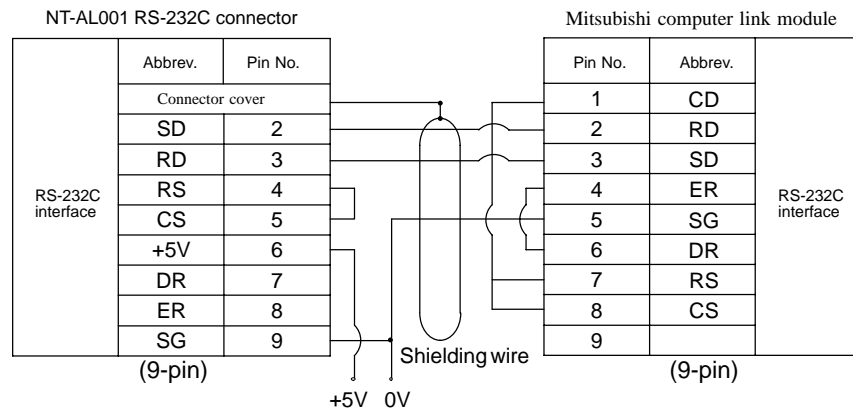 NT-AL001 RS-232C connector
Mitsubishi computer link module
Abbrev. Pin No.
Pin No. Abbrev.
Connector cover
1 CD
SD 2
2 RD
RD 3
3 SD
RS 4
4 ER
RS-232C
interface
RS-232C
interface
CS 5
5 SG
+5V 6
6 DR
DR 7
7 RS
ER 8
8 CS
SG 9
9
Shielding wire
(9-pin)
(9-pin)
+5V 0V